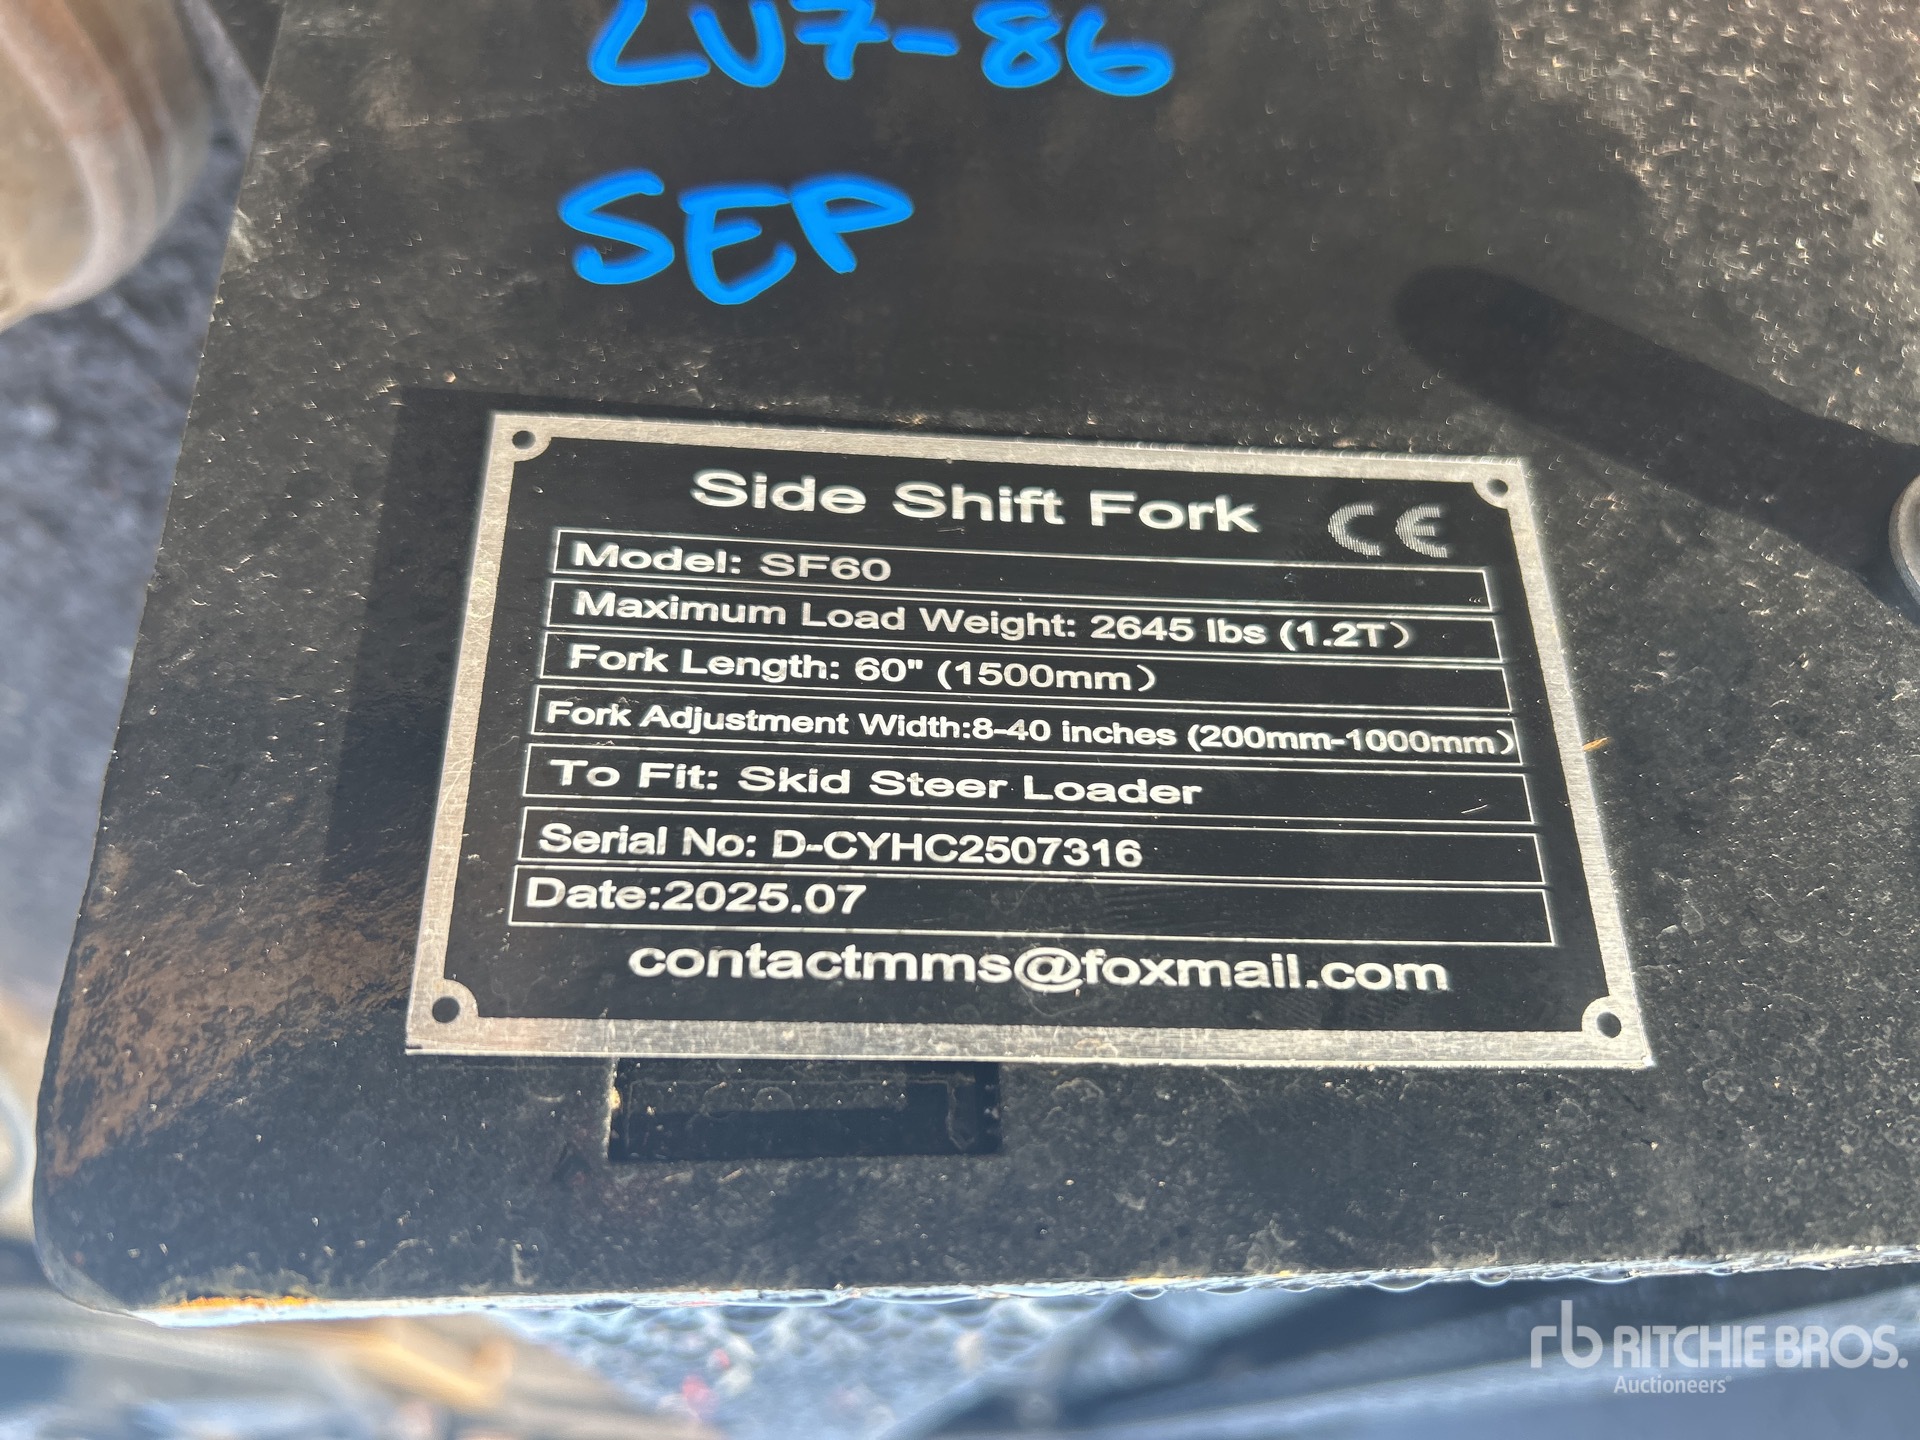 LV7-86
SEP
Side Shift Fork CE
Model: SF60
Maximum Load Weight: 2645 lbs (1.2T)
Fork Length: 60" (1500mm)
Fork Adjustment Width:8-40 inches (200mm-1000mm)
To Fit: Skid Steer Loader
Serial No: D-CYHC2507316
Date:2025.07
contactmms@foxmail.com
rb RITCHIE BROS.
Auctioneers